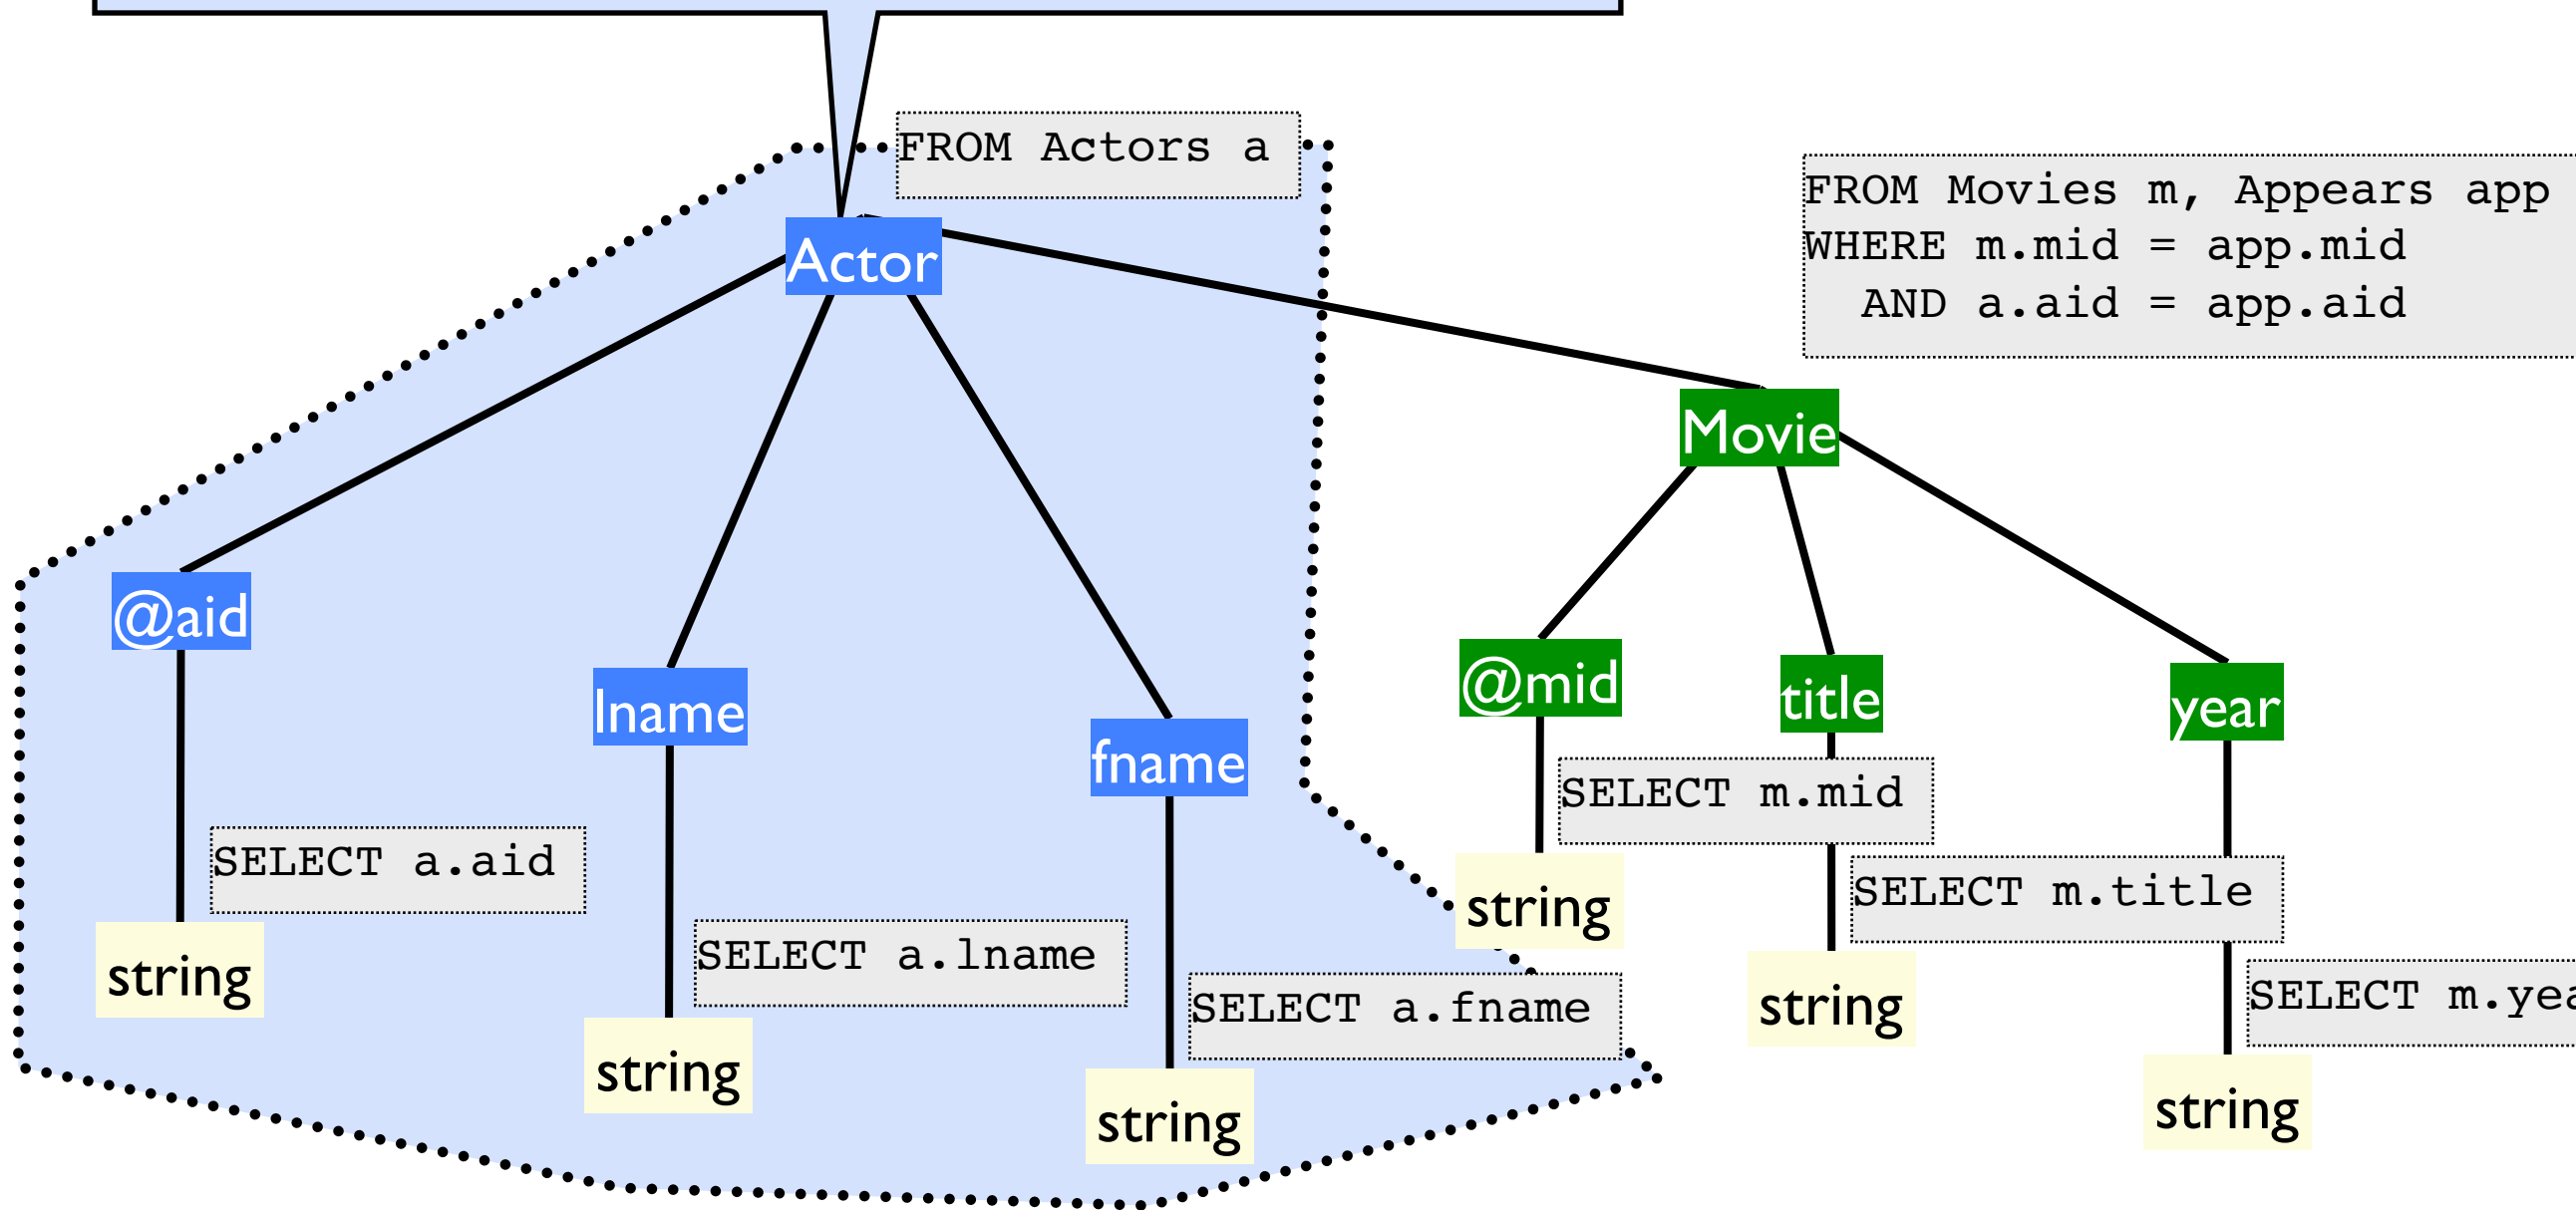 FROM Actors a
FROM Movies m, Appears app
WHERE m.mid = app.mid
AND a.aid = app.aid
Actor
Movie
@aid
@mid
title
lname
year
fname
SELECT m.mid
SELECT a.aid
SELECT m.title
string
SELECT a.lname
string
SELECT a.fname
string
SELECT m.yea
string
string
string